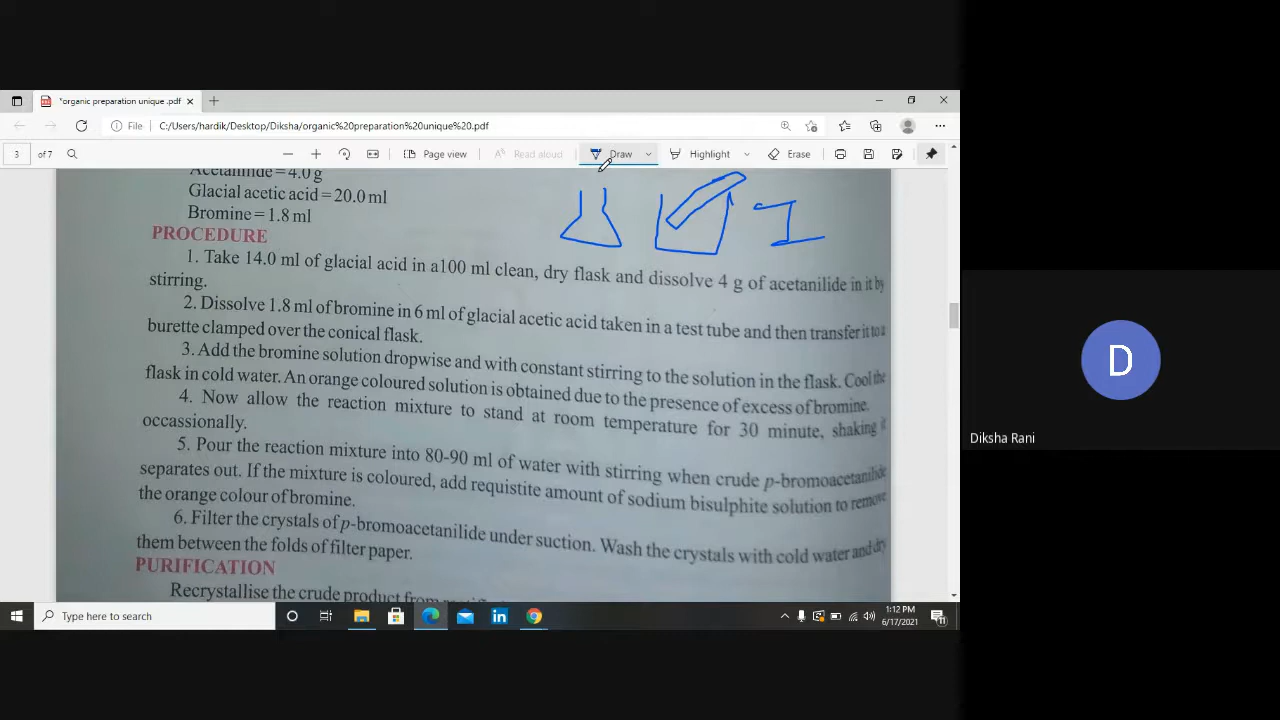 *organic preparation unique .pdf
File C:/Users/hardik/Desktop/Diksha/organic%20preparation%20unique%20.pdf
3 of 7 Page view Read aloud Draw Highlight Erase
Acetanilide = 4.0 g
Glacial acetic acid = 20.0 ml
Bromine = 1.8 ml
PROCEDURE
1. Take 14.0 ml of glacial acid in a100 ml clean, dry flask and dissolve 4 g of acetanilide in it by
stirring.
2. Dissolve 1.8 ml of bromine in 6 ml of glacial acetic acid taken in a test tube and then transfer it to a
burette clamped over the conical flask.
3. Add the bromine solution dropwise and with constant stirring to the solution in the flask. Cool the
flask in cold water. An orange coloured solution is obtained due to the presence of excess of bromine.
4. Now allow the reaction mixture to stand at room temperature for 30 minute, shaking it
occassionally.
5. Pour the reaction mixture into 80-90 ml of water with stirring when crude p-bromoacetanilide
separates out. If the mixture is coloured, add requistite amount of sodium bisulphite solution to remove
the orange colour of bromine.
6. Filter the crystals of p-bromoacetanilide under suction. Wash the crystals with cold water and dry
them between the folds of filter paper.
PURIFICATION
Recrystallise the crude product from
Type here to search
1:12 PM
6/17/2021
11
D
Diksha Rani